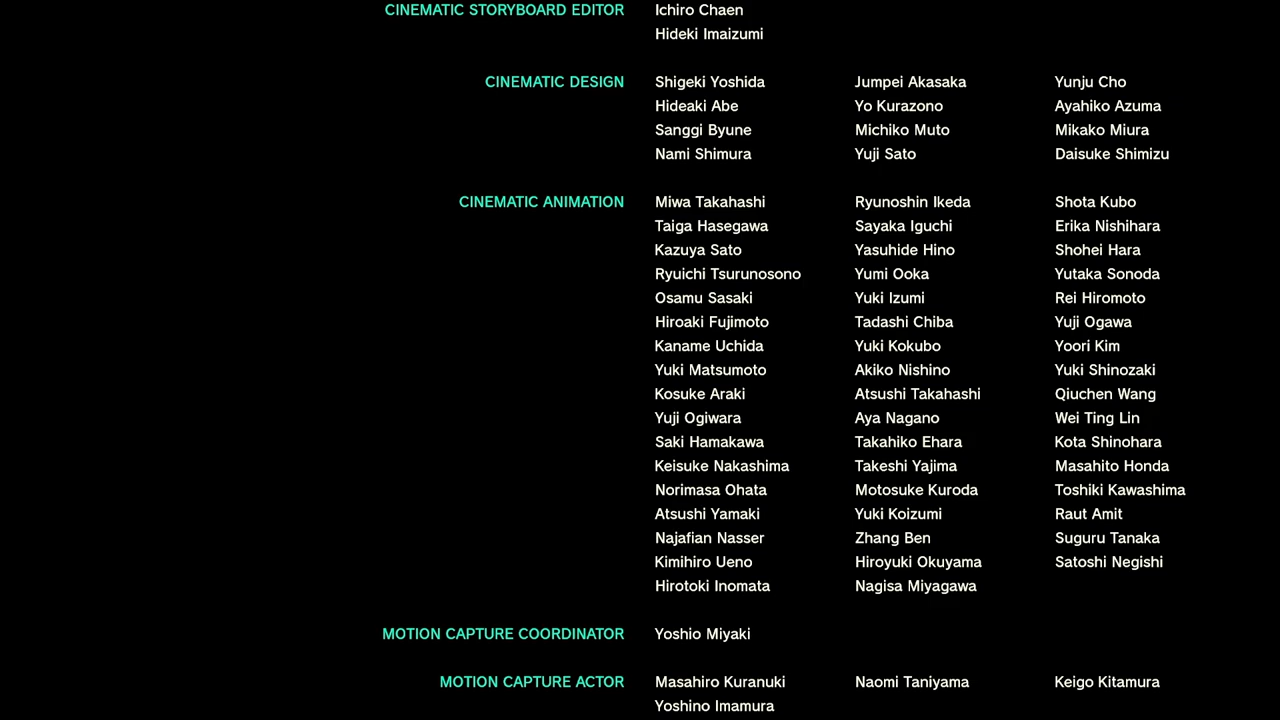 CINEMATIC STORYBOARD EDITOR Ichiro Chaen
Hideki Imaizumi
CINEMATIC DESIGN Shigeki Yoshida Jumpei Akasaka Yunju Cho
Hideaki Abe Yo Kurazono Ayahiko Azuma
Sanggi Byune Michiko Muto Mikako Miura
Nami Shimura Yuji Sato Daisuke Shimizu
CINEMATIC ANIMATION Miwa Takahashi Ryunoshin Ikeda Shota Kubo
Taiga Hasegawa Sayaka Iguchi Erika Nishihara
Kazuya Sato Yasuhide Hino Shohei Hara
Ryuichi Tsurunosono Yumi Ooka Yutaka Sonoda
Osamu Sasaki Yuki Izumi Rei Hiromoto
Hiroaki Fujimoto Tadashi Chiba Yuji Ogawa
Kaname Uchida Yuki Kokubo Yoori Kim
Yuki Matsumoto Akiko Nishino Yuki Shinozaki
Kosuke Araki Atsushi Takahashi Qiuchen Wang
Yuji Ogiwara Aya Nagano Wei Ting Lin
Saki Hamakawa Takahiko Ehara Kota Shinohara
Keisuke Nakashima Takeshi Yajima Masahito Honda
Norimasa Ohata Motosuke Kuroda Toshiki Kawashima
Atsushi Yamaki Yuki Koizumi Raut Amit
Najafian Nasser Zhang Ben Suguru Tanaka
Kimihiro Ueno Hiroyuki Okuyama Satoshi Negishi
Hirotoki Inomata Nagisa Miyagawa
MOTION CAPTURE COORDINATOR Yoshio Miyaki
MOTION CAPTURE ACTOR Masahiro Kuranuki Naomi Taniyama Keigo Kitamura
Yoshino Imamura